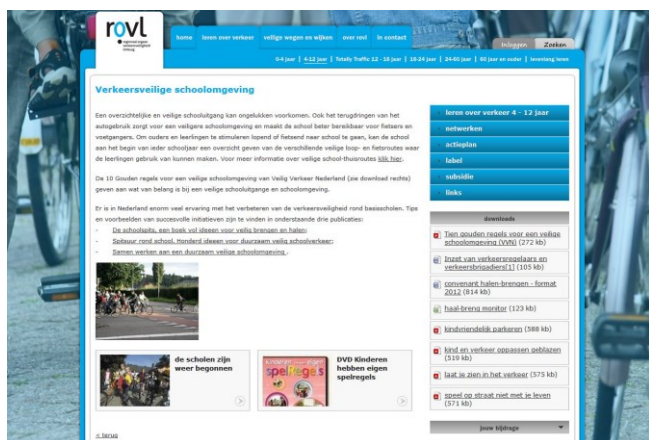 rovl
regionaal orgaan
verkeersveiligheid
limburg
home
leren over verkeer
veilige wegen en wijken
over rovl
in contact
Inloggen
Zoeken
0-4 jaar | 4-12 jaar | Totally Traffic 12 - 18 jaar | 18-24 jaar | 24-60 jaar | 60 jaar en ouder | levenlang leren
Verkeersveilige schoolomgeving
Een overzichtelijke en veilige schooluitgang kan ongelukken voorkomen. Ook het terugdringen van het
autogebruik zorgt voor een veiligere schoolomgeving en maakt de school beter bereikbaar voor fietsers en
voetgangers. Om ouders en leerlingen te stimuleren lopend of fietsend naar school te gaan, kan de school
aan het begin van ieder schooljaar een overzicht geven van de verschillende veilige loop- en fietsroutes waar
de leerlingen gebruik van kunnen maken. Voor meer informatie over veilige school-thuisroutes klik hier.
De 10 Gouden regels voor een veilige schoolomgeving van Veilig Verkeer Nederland (zie download rechts)
geven aan wat van belang is bij een veilige schooluitgange en schoolomgeving.
Er is in Nederland enorm veel ervaring met het verbeteren van de verkeersveiligheid rond basisscholen. Tips
en voorbeelden van succesvolle initiatieven zijn te vinden in onderstaande drie publicaties:
- De schoolspits, een boek vol ideeen voor veilig brengen en halen;
- Spitsuur rond school. Honderd ideeen voor duurzaam veilig schoolverkeer;
- Samen werken aan een duurzaam veilige schoolomgeving .
de scholen zijn
weer begonnen
Kinderen
hebben eigen
spelregels
DVD Kinderen
hebben eigen
spelregels
< terug
leren over verkeer 4 - 12 jaar
netwerken
actieplan
label
subsidie
links
downloads
Tien gouden regels voor een veilige
schoolomgeving (VVN) (272 kb)
Inzet van verkeersregelaars en
verkeersbrigadiers[1] (105 kb)
convenant halen-brengen - format
2012 (814 kb)
haal-breng monitor (123 kb)
kindvriendelijk parkeren (588 kb)
kind en verkeer oppassen geblazen
(519 kb)
laat je zien in het verkeer (575 kb)
speel op straat niet met je leven
(571 kb)
jouw bijdrage